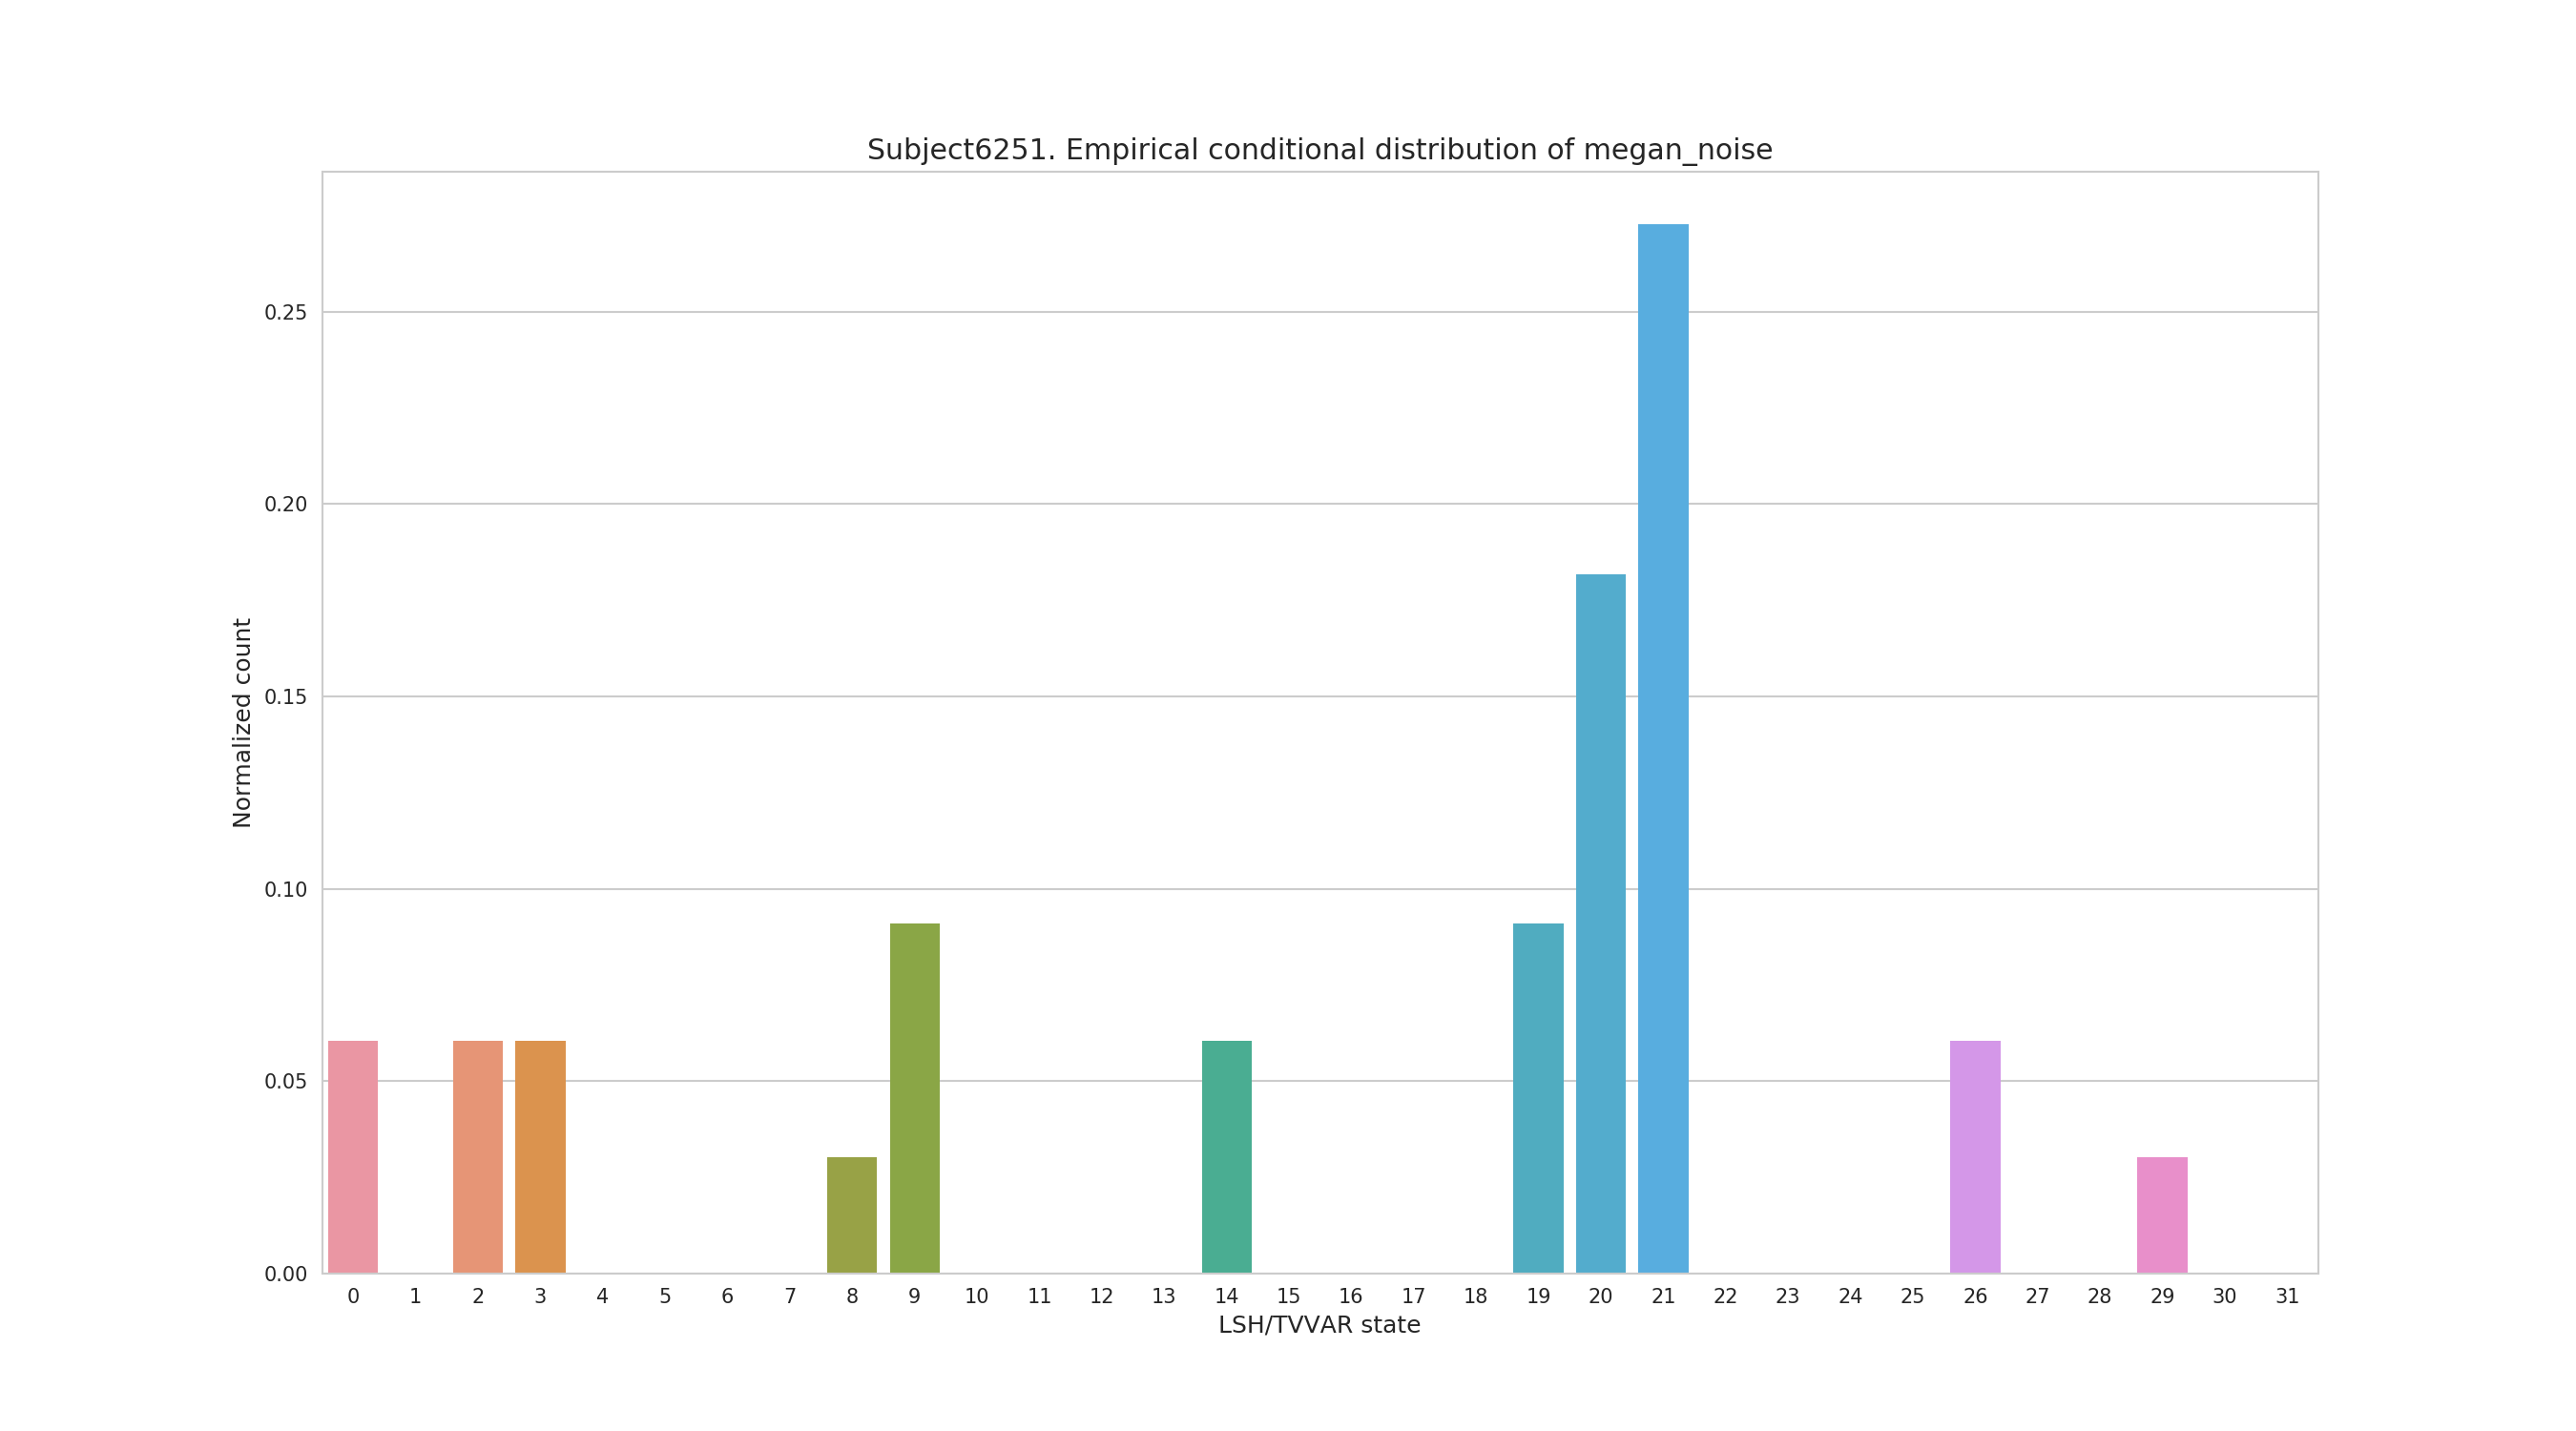 Subject6251. Empirical conditional distribution of megan_noise
Normalized count
0.25
0.20
0.15
0.10
0.05
0.00
0 1 2 3 4 5 6 7 8 9 10 11 12 13 14 15 16 17 18 19 20 21 22 23 24 25 26 27 28 29 30 31
LSH/TVVAR state